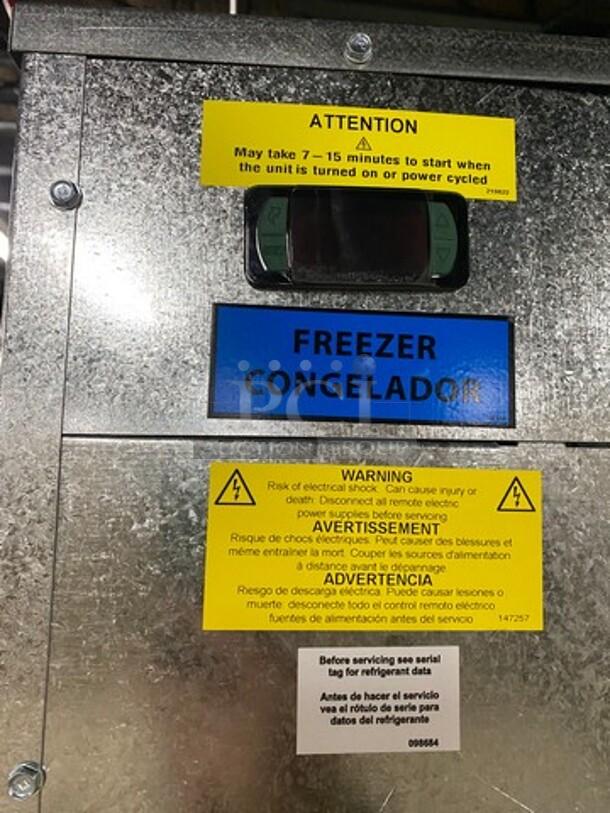 ATTENTION
May take 7-15 minutes to start when
the unit is turned on or power cycled
FREEZER
CONGELADOR
PCI
AUCTION GROUP
WARNING
Risk of electrical shock. Can cause injury or
death. Disconnect all remote electric
power supplies before servicing
AVERTISSEMENT
Risque de chocs électriques. Peut causer des blessures et
même entraîner la mort. Couper les sources d'alimentation
à distance avant le dépannage
ADVERTENCIA
Riesgo de descarga eléctrica. Puede causar lesiones o
muerte. desconecte todo el control remoto eléctrico
fuentes de alimentación antes del servicio 147257
Before servicing see serial
tag for refrigerant data
Antes de hacer el servicio
vea el rótulo de serie para
datos del refrigerante
098684